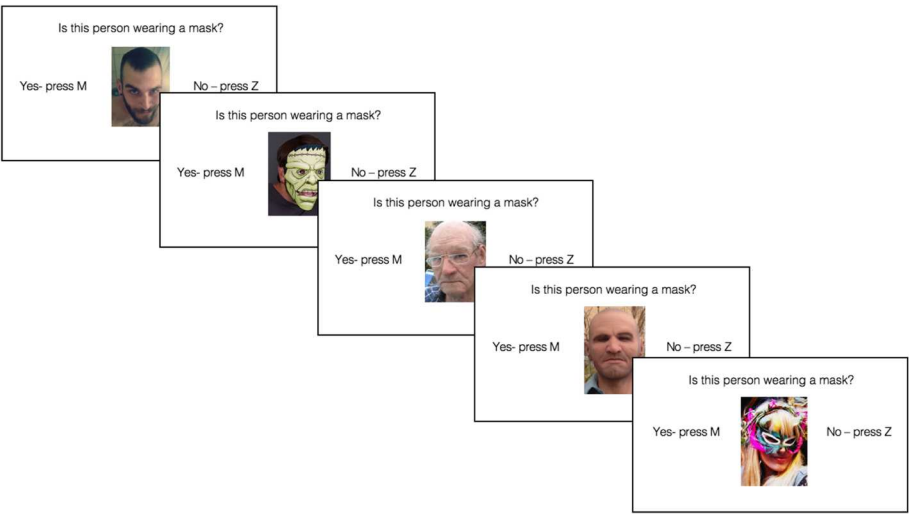 Is this person wearing a mask?
Yes- press M
No – press Z
Is this person wearing a mask?
Yes- press M
No – press Z
Is this person wearing a mask?
Yes- press M
No – press Z
Is this person wearing a mask?
Yes- press M
No – press Z
Is this person wearing a mask?
Yes- press M
No – press Z